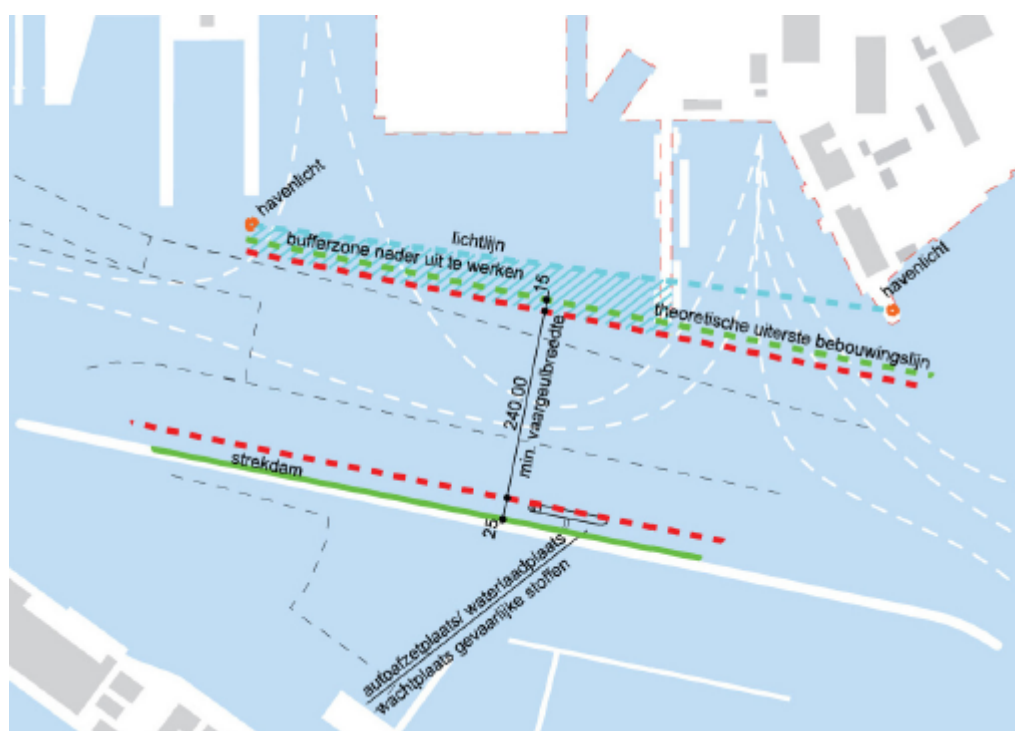 havenlicht
lichtlijn
bufferzone nader uit te werken
havenlicht
15
theoretische uiterste bebouwingslijn
240.00
min. vaargeulbreedte
strekdam
25
autoafzetplaats/ waterlaadplaats
wachtplaats gevaarlijke stoffen